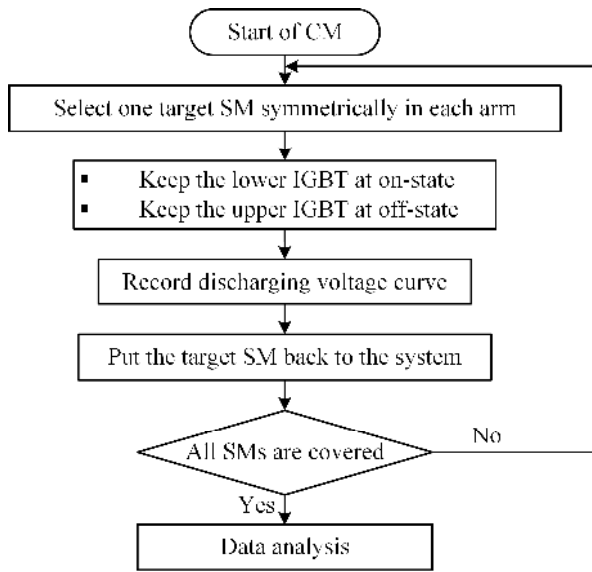 Start of CM
Select one target SM symmetrically in each arm
▪ Keep the lower IGBT at on-state
▪ Keep the upper IGBT at off-state
Record discharging voltage curve
Put the target SM back to the system
All SMs are covered
No
Yes
Data analysis